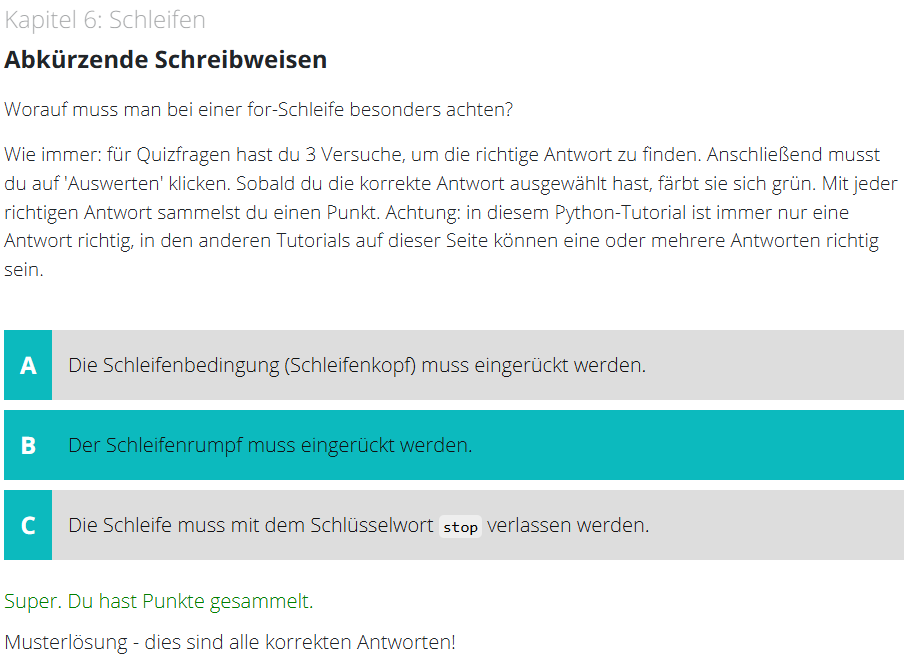 Kapitel 6: Schleifen
Abkürzende Schreibweisen
Worauf muss man bei einer for-Schleife besonders achten?
Wie immer: für Quizfragen hast du 3 Versuche, um die richtige Antwort zu finden. Anschließend musst
du auf 'Auswerten' klicken. Sobald du die korrekte Antwort ausgewählt hast, färbt sie sich grün. Mit jeder
richtigen Antwort sammelst du einen Punkt. Achtung: in diesem Python-Tutorial ist immer nur eine
Antwort richtig, in den anderen Tutorials auf dieser Seite können eine oder mehrere Antworten richtig
sein.
A Die Schleifenbedingung (Schleifenkopf) muss eingerückt werden.
B Der Schleifenrumpf muss eingerückt werden.
C Die Schleife muss mit dem Schlüsselwort stop verlassen werden.
Super. Du hast Punkte gesammelt.
Musterlösung - dies sind alle korrekten Antworten!